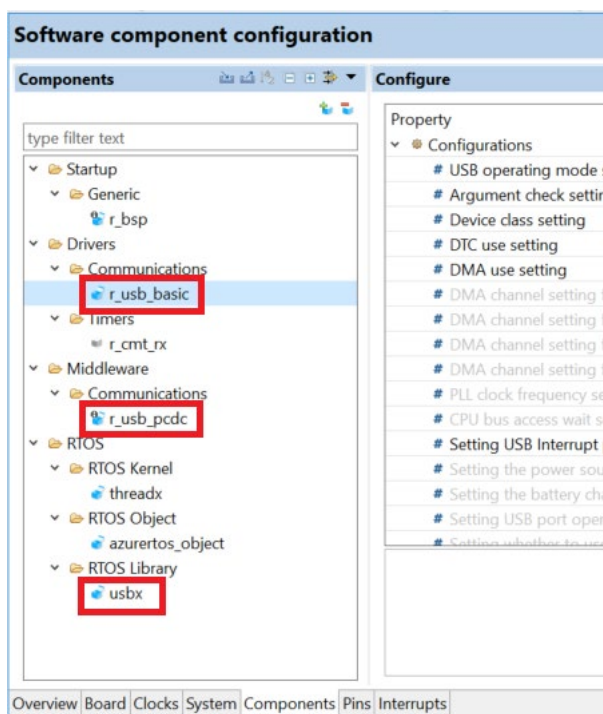 Software component configuration
Components
type filter text
Startup
Generic
r_bsp
Drivers
Communications
r_usb_basic
Timers
r_cmt_rx
Middleware
Communications
r_usb_pcdc
RTOS
RTOS Kernel
threadx
RTOS Object
azurertos_object
RTOS Library
usbx
Configure
Property
Configurations
# USB operating mode
# Argument check
# Device class setting
# DTC use setting
# DMA use setting
# DMA channel setting
# DMA channel setting
# DMA channel setting
# DMA channel setting
# PLL clock frequency
# CPU bus access wait
# Setting USB Interrupt
# Setting the power
# Setting the battery
# Setting USB port
# Setting whether to
Overview Board Clocks System Components Pins Interrupts